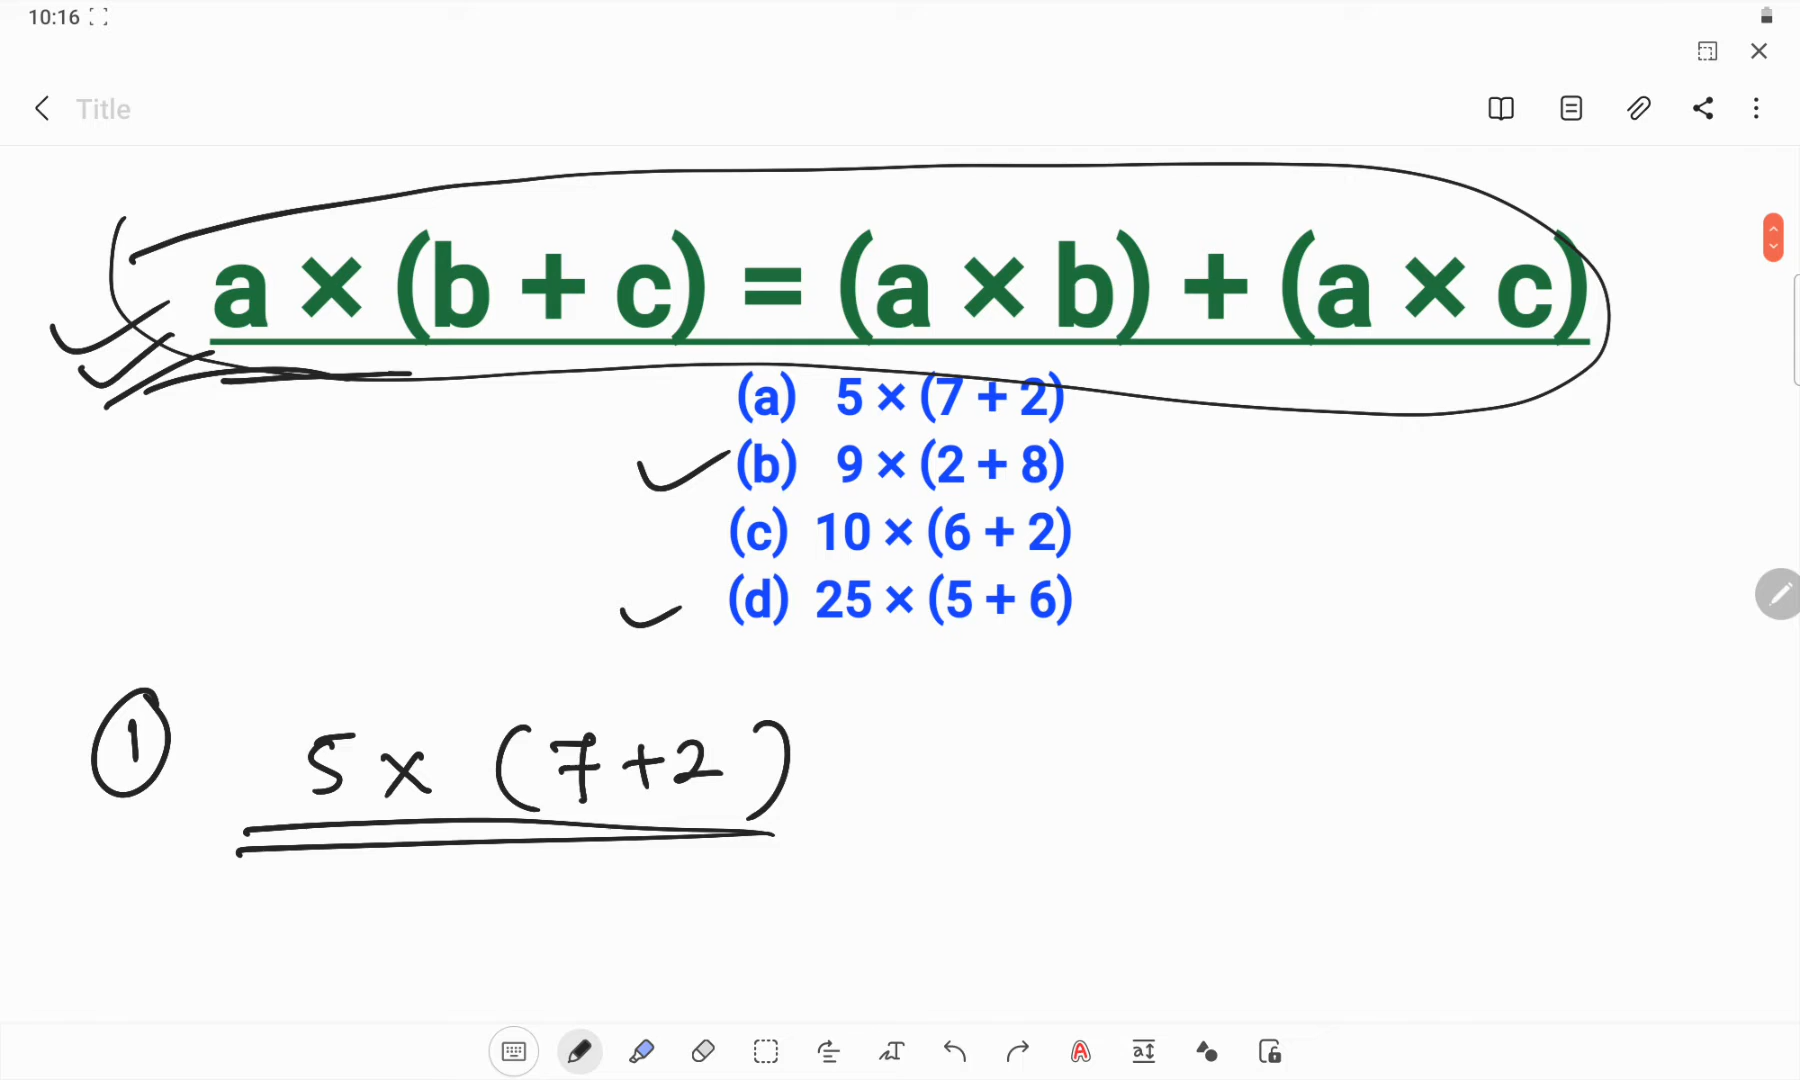 10:16
Title
a × (b + c) = (a × b) + (a × c)
(a) 5 × (7 + 2)
(b) 9 × (2 + 8)
(c) 10 × (6 + 2)
(d) 25 × (5 + 6)
① 5 × (7 + 2)